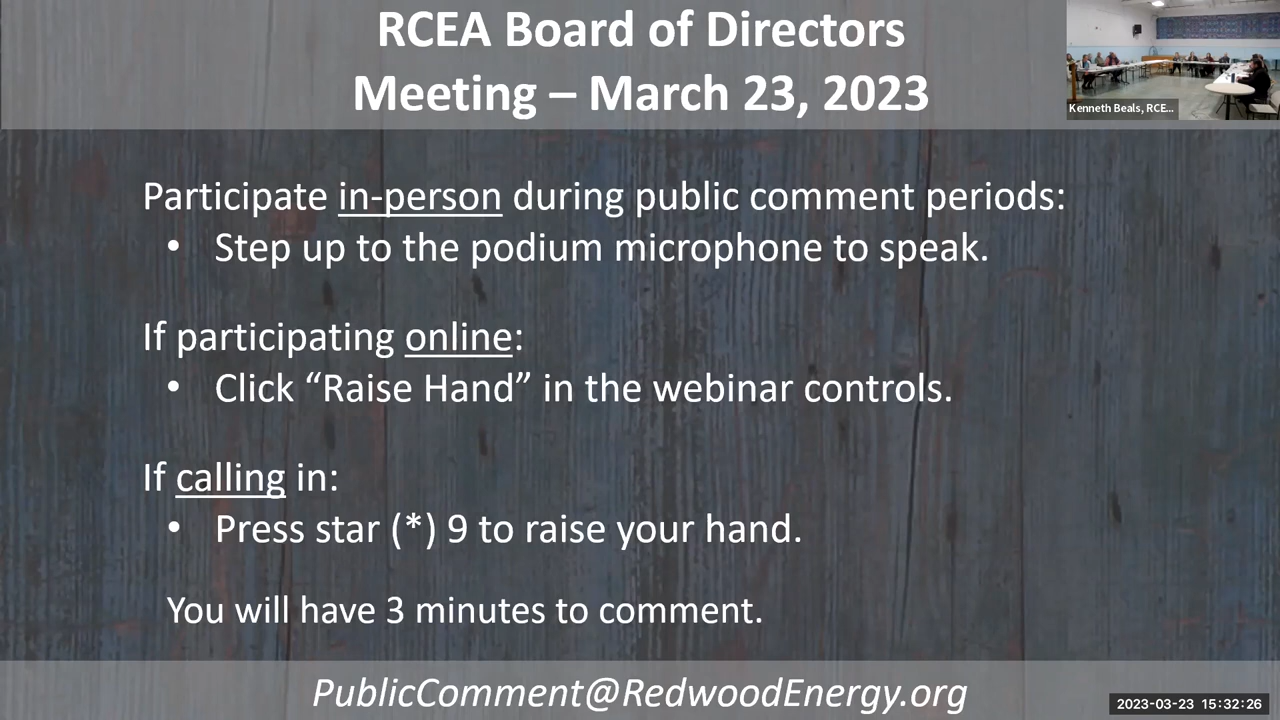 RCEA Board of Directors
Meeting – March 23, 2023
Kenneth Beals, RCE...
Participate in-person during public comment periods:
• Step up to the podium microphone to speak.
If participating online:
• Click “Raise Hand” in the webinar controls.
If calling in:
• Press star (*) 9 to raise your hand.
You will have 3 minutes to comment.
PublicComment@RedwoodEnergy.org
2023-03-23 15:32:26